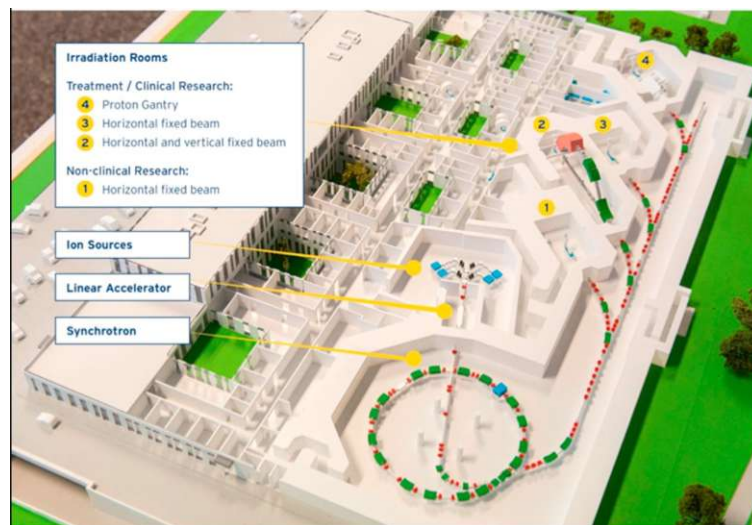 Irradiation Rooms
Treatment / Clinical Research:
4 Proton Gantry
3 Horizontal fixed beam
2 Horizontal and vertical fixed beam
Non-clinical Research:
1 Horizontal fixed beam
Ion Sources
Linear Accelerator
Synchrotron
4
2 3
1